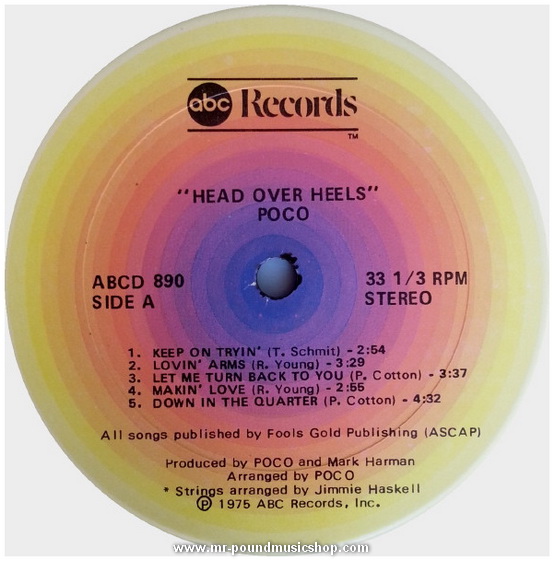 abc Records
TM
"HEAD OVER HEELS"
POCO
ABCD 890 33 1/3 RPM
SIDE A STEREO
1. KEEP ON TRYIN' (T. Schmit) - 2:54
2. LOVIN' ARMS (R. Young) - 3:29
3. LET ME TURN BACK TO YOU (P. Cotton) - 3:37
4. MAKIN' LOVE (R. Young) - 2:55
5. DOWN IN THE QUARTER (P. Cotton) - 4:32
All songs published by Fools Gold Publishing (ASCAP)
Produced by POCO and Mark Harman
Arranged by POCO
* Strings arranged by Jimmie Haskell
℗ 1975 ABC Records, Inc.
www.mr-poundmusicshop.com